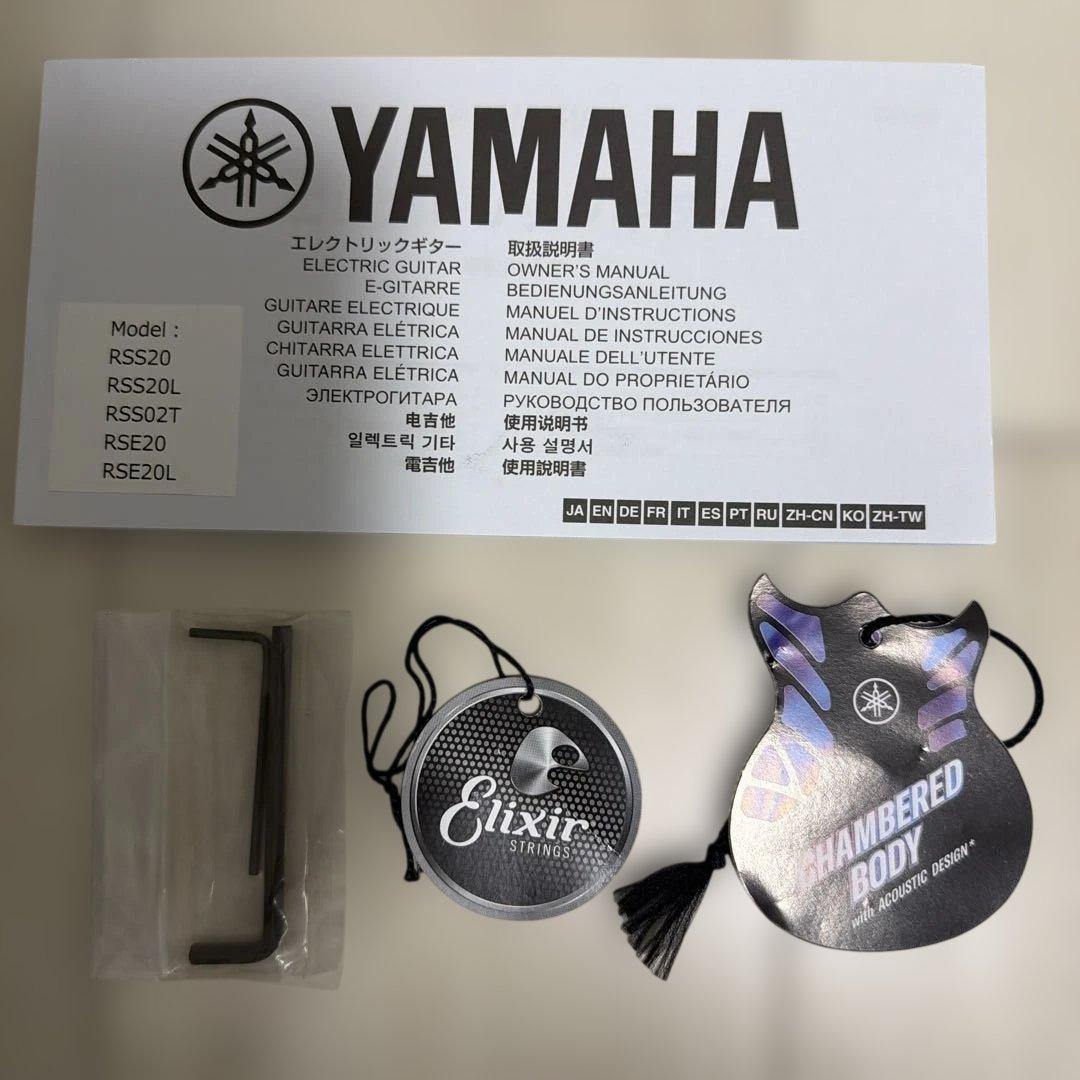 YAMAHA
エレクトリックギター 取扱説明書
ELECTRIC GUITAR OWNER'S MANUAL
E-GITARRE BEDIENUNGSANLEITUNG
GUITARE ELECTRIQUE MANUEL D'INSTRUCTIONS
GUITARRA ELÉTRICA MANUAL DE INSTRUCCIONES
CHITARRA ELETTRICA MANUALE DELL'UTENTE
GUITARRA ELÉTRICA MANUAL DO PROPRIETÁRIO
ЭЛЕКТРОГИТАРА РУКОВОДСТВО ПОЛЬЗОВАТЕЛЯ
电吉他 使用说明书
일렉트릭 기타 사용 설명서
電吉他 使用說明書
Model :
RSS20
RSS20L
RSS02T
RSE20
RSE20L
JA EN DE FR IT ES PT RU ZH-CN KO ZH-TW
Elixir
STRINGS
CHAMBERED
BODY
with ACOUSTIC DESIGN*